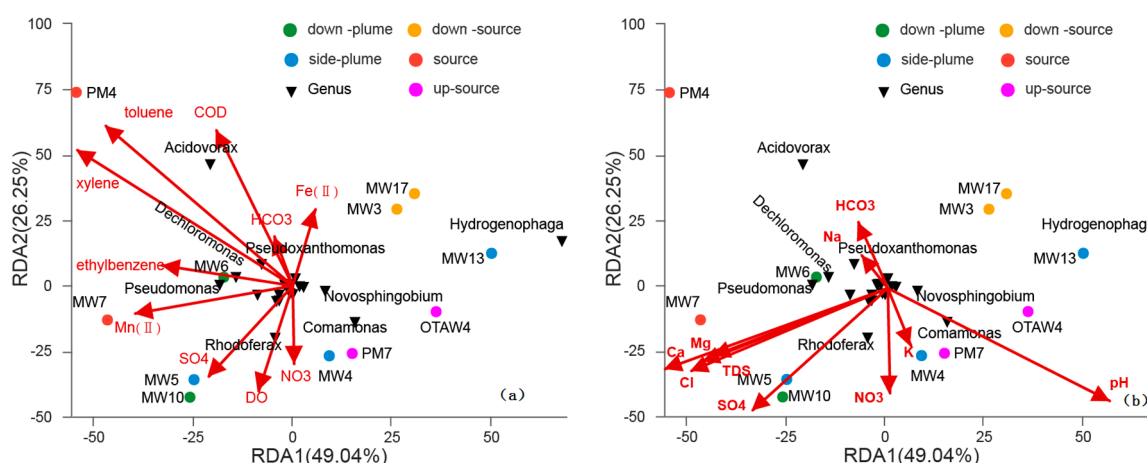 100
75
50
25
0
-25
-50
RDA2(26.25%)
-50
-25
0
25
50
RDA1(49.04%)
down -plume
down -source
side-plume
source
Genus
up-source
PM4
toluene
COD
Acidovorax
xylene
Fe(Ⅱ)
MW17
MW3
HCO3
Dechloromonas
Hydrogenophaga
Pseudoxanthomonas
MW13
ethylbenzene
MW6
Pseudomonas
Novosphingobium
MW7
Mn(Ⅱ)
OTAW4
Comamonas
Rhodoferax
SO4
PM7
MW4
NO3
MW5
DO
MW10
(a)
100
75
50
25
0
-25
-50
RDA2(26.25%)
-50
-25
0
25
50
RDA1(49.04%)
down -plume
down -source
side-plume
source
Genus
up-source
PM4
Acidovorax
MW17
MW3
HCO3
Dechloromonas
Na
Hydrogenophaga
Pseudoxanthomonas
MW13
MW6
Pseudomonas
Novosphingobium
MW7
OTAW4
Comamonas
Rhodoferax
Mg
K
PM7
Ca
TDS
MW4
Cl
MW5
pH
MW10
SO4
NO3
(b)